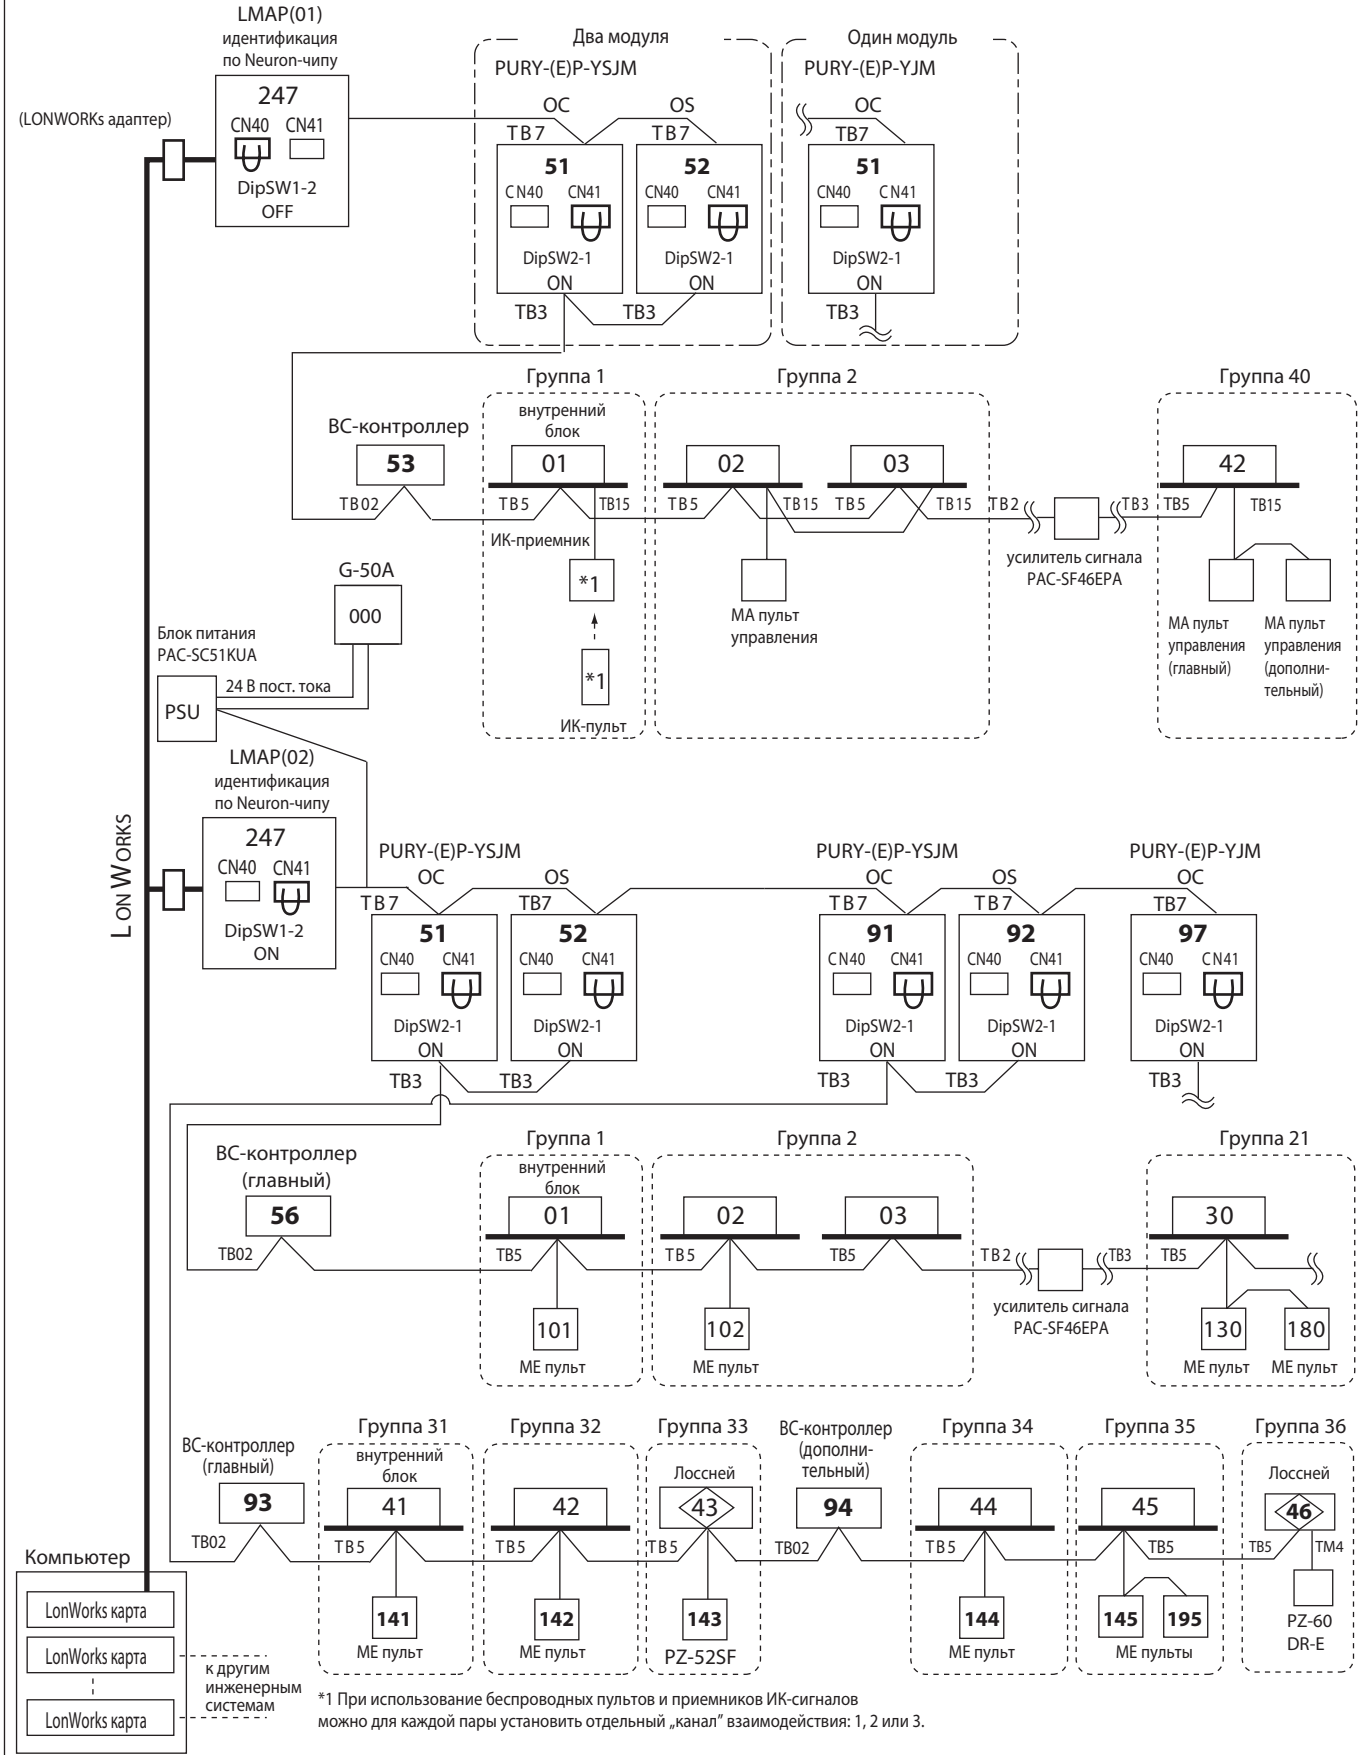 LMAP(01)
идентификация
по Neuron-чипу
247
CN40 CN41
DipSW1-2
OFF
(LONWORKs адаптер)
Два модуля
PURY-(E)P-YSJM
OC OS
TB7 TB7
51 52
CN40 CN41 CN40 CN41
DipSW2-1 DipSW2-1
ON ON
TB3 TB3
Один модуль
PURY-(E)P-YJM
OC
TB7
51
CN40 CN41
DipSW2-1
ON
TB3
Группа 1 Группа 2 Группа 40
BC-контроллер
внутренний
блок
53 01 02 03 42
TB02 TB5 TB15 TB5 TB15 TB5 TB15 TB2 TB3 TB5 TB15
ИК-приемник
*1
*1
ИК-пульт
МА пульт
управления
усилитель сигнала
PAC-SF46EPA
МА пульт
управления
(главный)
МА пульт
управления
(дополни-
тельный)
G-50A
000
Блок питания
PAC-SC51KUA
24 В пост. тока
PSU
LMAP(02)
идентификация
по Neuron-чипу
247
CN40 CN41
DipSW1-2
ON
LONWORKS
PURY-(E)P-YSJM PURY-(E)P-YSJM PURY-(E)P-YJM
OC OS OC OS OC
TB7 TB7 TB7 TB7 TB7
51 52 91 92 97
CN40 CN41 CN40 CN41 CN40 CN41 CN40 CN41 CN40 CN41
DipSW2-1 DipSW2-1 DipSW2-1 DipSW2-1 DipSW2-1
ON ON ON ON ON
TB3 TB3 TB3 TB3 TB3
Группа 1 Группа 2 Группа 21
BC-контроллер
(главный)
внутренний
блок
56 01 02 03 30
TB02 TB5 TB5 TB5 TB2 TB3 TB5
усилитель сигнала
PAC-SF46EPA
101 102 130 180
МЕ пульт МЕ пульт МЕ пульт МЕ пульт
Группа 31 Группа 32 Группа 33 Группа 34 Группа 35 Группа 36
BC-контроллер
(главный)
внутренний
блок
Лоссней
BC-контроллер
(дополни-
тельный)
Лоссней
93 41 42 43 94 44 45 46
TB02 TB5 TB5 TB5 TB02 TB5 TB5 TB5 TM4
141 142 143 144 145 195
МЕ пульт МЕ пульт PZ-52SF МЕ пульт МЕ пульты
PZ-60
DR-E
Компьютер
LonWorks карта
LonWorks карта
LonWorks карта
к другим
инженерным
системам
*1 При использование беспроводных пультов и приемников ИК-сигналов
можно для каждой пары установить отдельный „канал” взаимодействия: 1, 2 или 3.